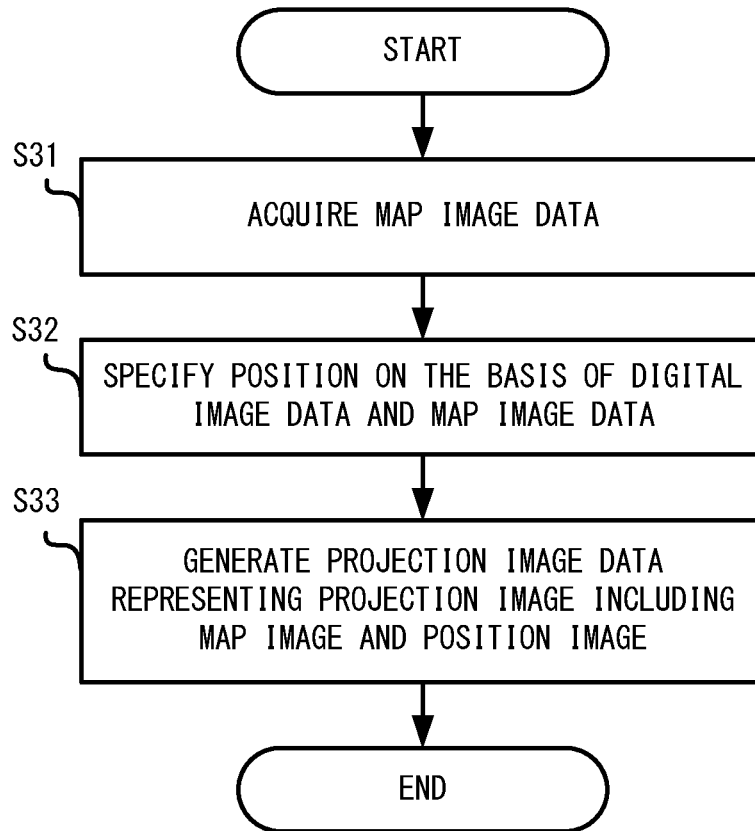 START
S31
ACQUIRE MAP IMAGE DATA
S32
SPECIFY POSITION ON THE BASIS OF DIGITAL
IMAGE DATA AND MAP IMAGE DATA
S33
GENERATE PROJECTION IMAGE DATA
REPRESENTING PROJECTION IMAGE INCLUDING
MAP IMAGE AND POSITION IMAGE
END